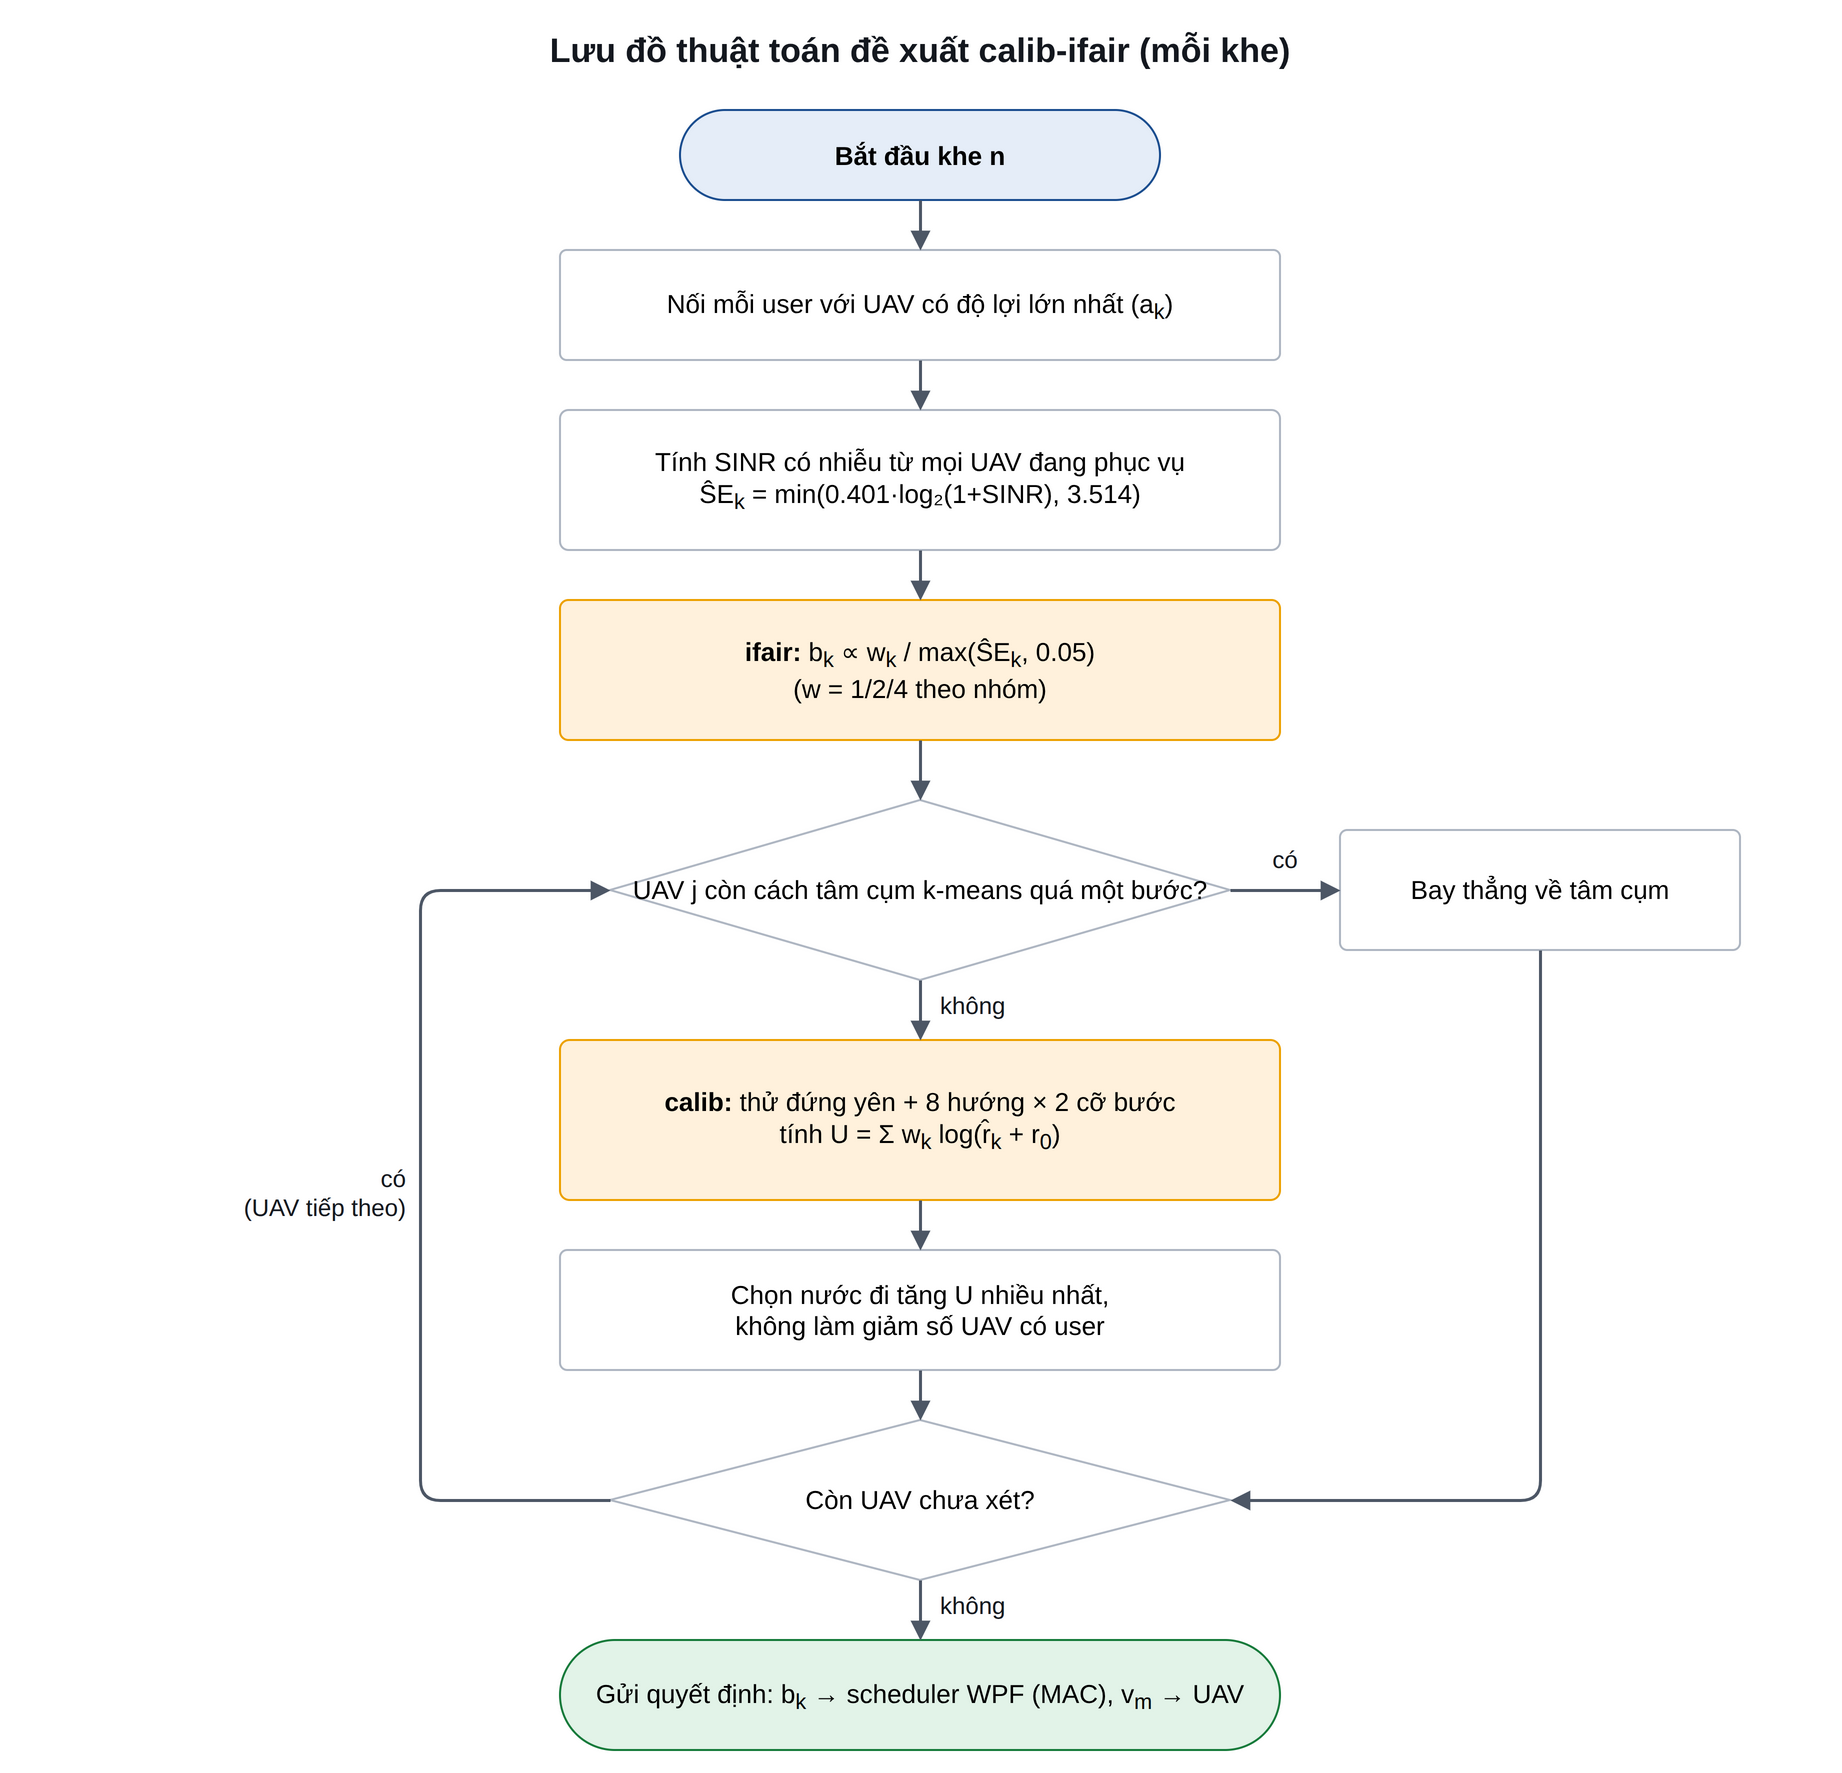 Lưu đồ thuật toán đề xuất calib-ifair (mỗi khe)
Bắt đầu khe n
Nối mỗi user với UAV có độ lợi lớn nhất (aₖ)
Tính SINR có nhiễu từ mọi UAV đang phục vụ
ŜEₖ = min(0.401·log₂(1+SINR), 3.514)
ifair: bₖ ∝ wₖ / max(ŜEₖ, 0.05)
(w = 1/2/4 theo nhóm)
UAV j còn cách tâm cụm k-means quá một bước?
có
Bay thẳng về tâm cụm
không
calib: thử đứng yên + 8 hướng × 2 cỡ bước
tính U = Σ wₖ log(r̂ₖ + r₀)
có
(UAV tiếp theo)
Chọn nước đi tăng U nhiều nhất,
không làm giảm số UAV có user
Còn UAV chưa xét?
không
Gửi quyết định: bₖ → scheduler WPF (MAC), vₘ → UAV